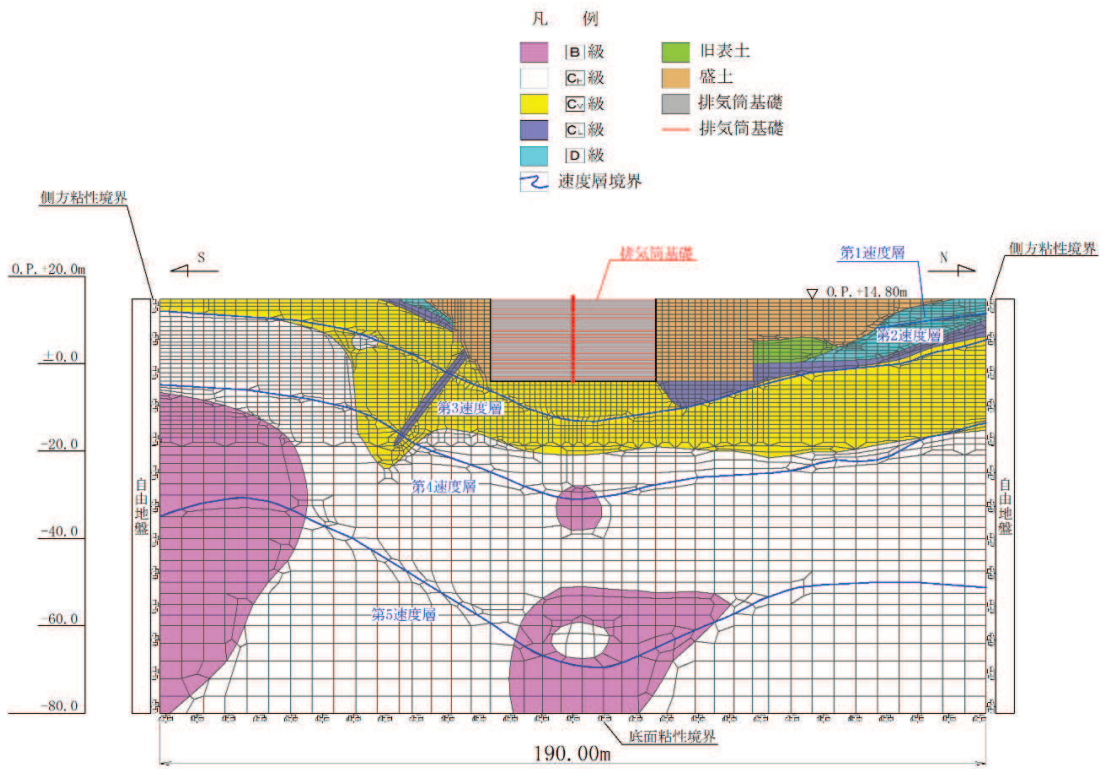 凡 例
B 級
CH 級
CM 級
CL 級
D 級
速度層境界
旧表土
盛土
排気筒基礎
排気筒基礎
側方粘性境界
S
排気筒基礎
第1速度層
N
側方粘性境界
O.P.+20.0m
O.P.+14.80m
第2速度層
±0.0
第3速度層
-20.0
第4速度層
自由地盤
自由地盤
-40.0
第5速度層
-60.0
-80.0
底面粘性境界
190.00m